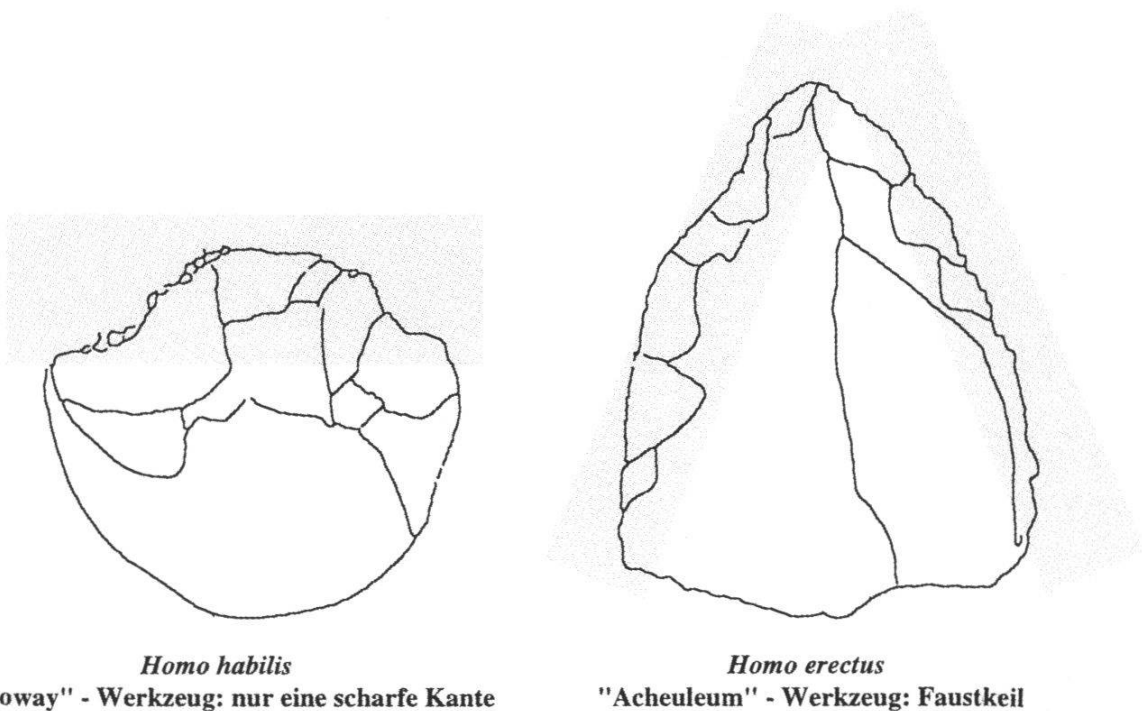 Homo habilis
oway" - Werkzeug: nur eine scharfe Kante
Homo erectus
"Acheuleum" - Werkzeug: Faustkeil